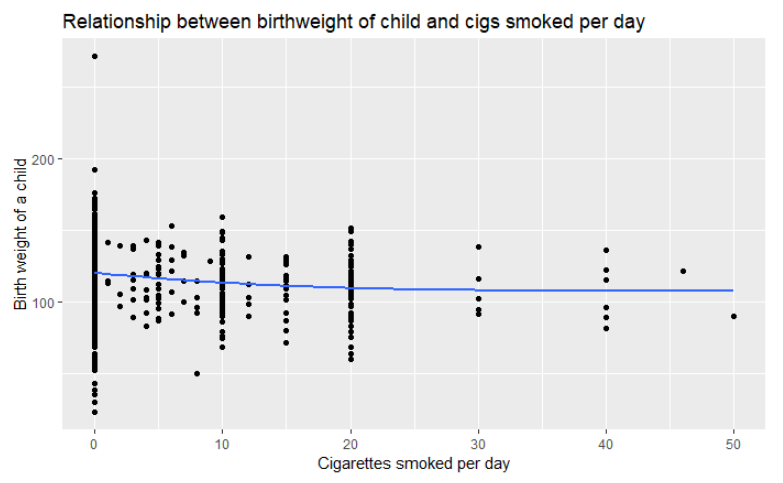 Relationship between birthweight of child and cigs smoked per day
Birth weight of a child
200
100
0 10 20 30 40 50
Cigarettes smoked per day